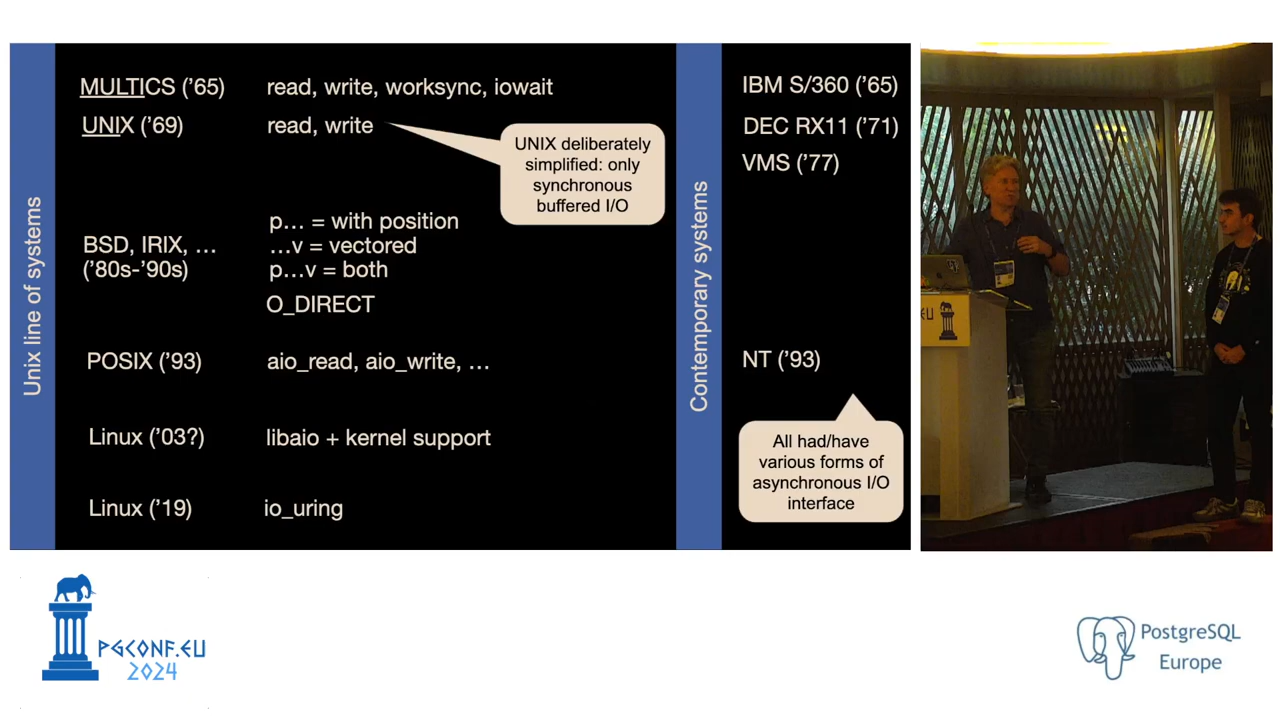 Unix line of systems
MULTICS ('65)
read, write, worksync, iowait
UNIX ('69)
read, write
UNIX deliberately
simplified: only
synchronous
buffered I/O
BSD, IRIX, …
('80s-'90s)
p… = with position
…v = vectored
p…v = both
O_DIRECT
POSIX ('93)
aio_read, aio_write, …
Linux ('03?)
libaio + kernel support
Linux ('19)
io_uring
Contemporary systems
IBM S/360 ('65)
DEC RX11 ('71)
VMS ('77)
NT ('93)
All had/have
various forms of
asynchronous I/O
interface
EU
PGCONF.EU
2024
PostgreSQL
Europe